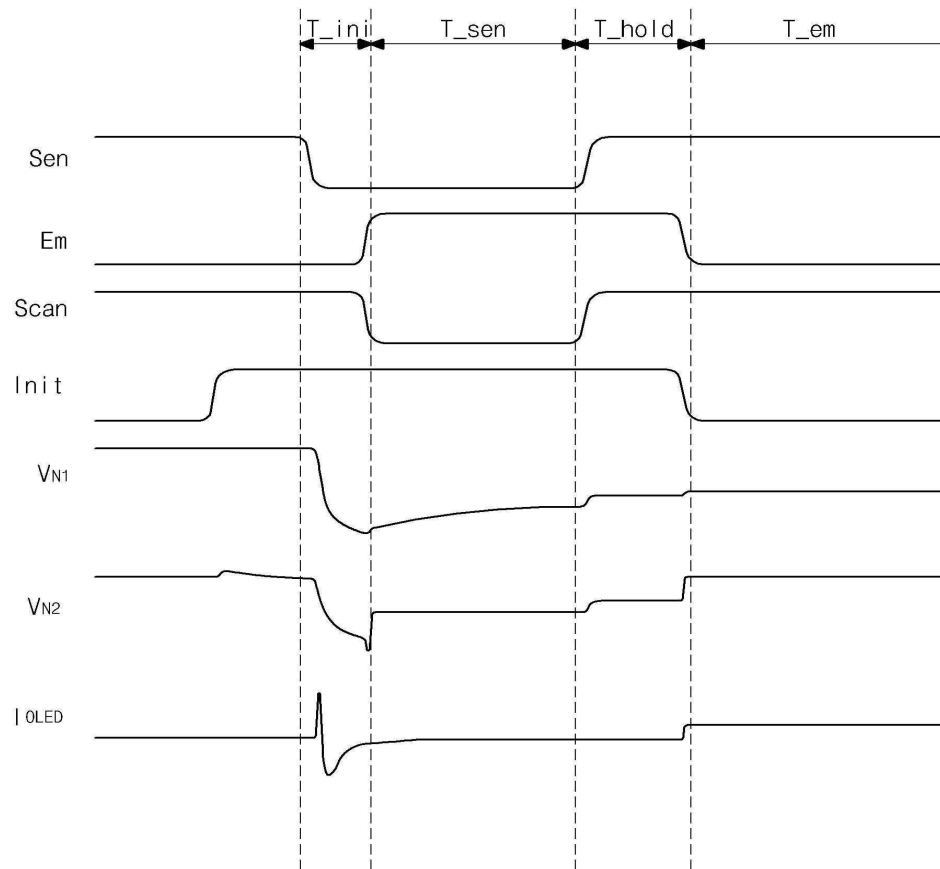 T_ini T_sen T_hold T_em
Sen
Em
Scan
Init
VN1
VN2
IOLED